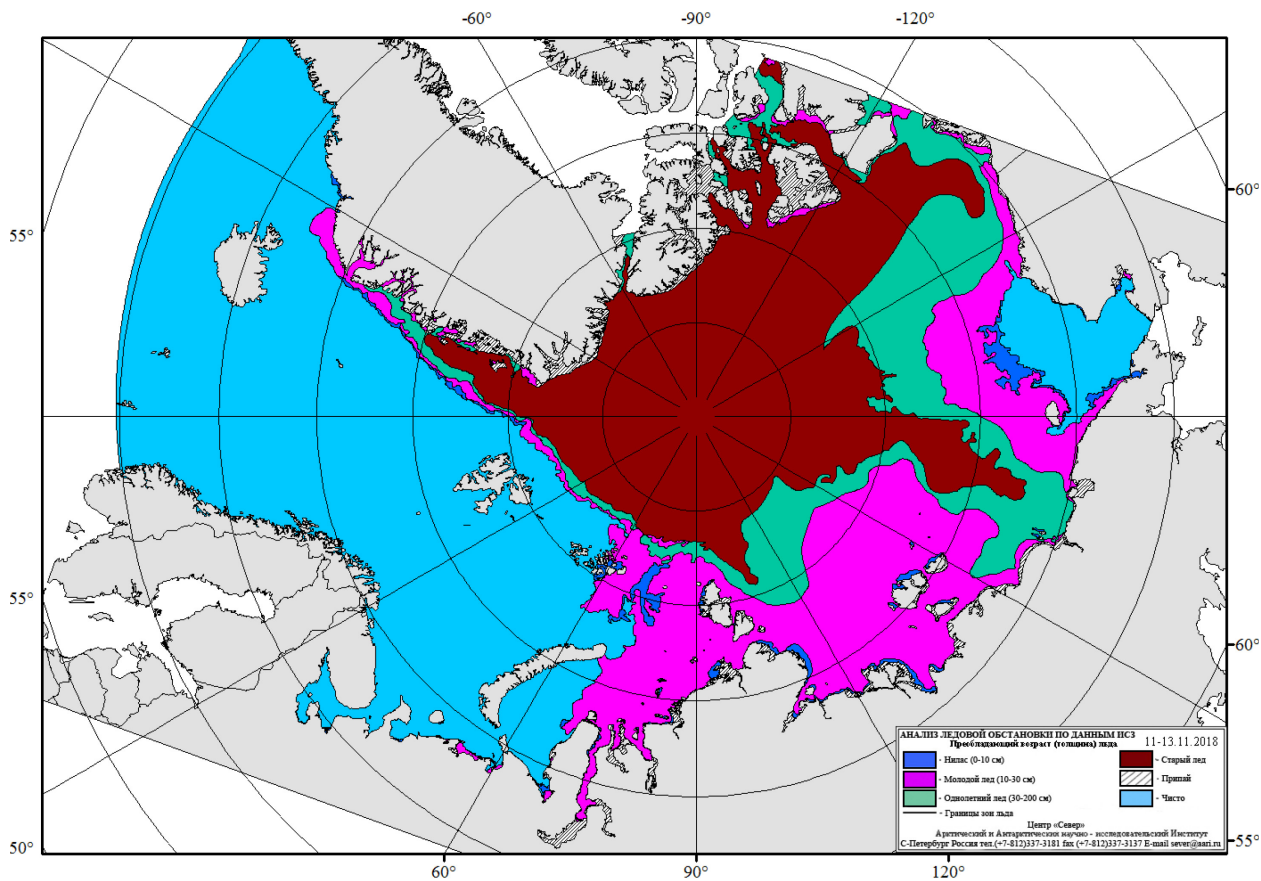 -60° -90° -120°
60°
55°
55°
60°
50°
55°
60° 90° 120°
АНАЛИЗ ЛЕДОВОЙ ОБСТАНОВКИ ПО ДАННЫМ ИСЗ
Преобладающий возраст (толщина) льда 11-13.11.2018
- Нилас (0-10 см)
- Молодой лед (10-30 см)
- Однолетний лед (30-200 см)
- Границы зон льда
- Старый лед
- Припай
- Чисто
Центр «Север»
Арктический и Антарктический научно - исследовательский Институт
С-Петербург Россия тел.(+7-812)337-3181 fax (+7-812)337-3137 E-mail sever@aari.ru